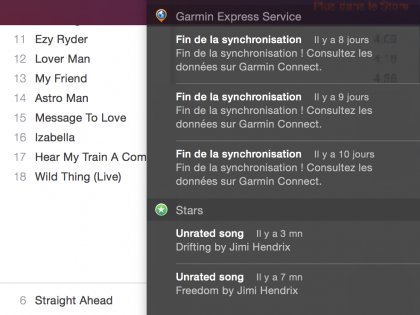 Plus dans le Store
11 Ezy Ryder
12 Lover Man
13 My Friend
14 Astro Man
15 Message To Love
16 Izabella
17 Hear My Train A Com
18 Wild Thing (Live)
6 Straight Ahead
Garmin Express Service
Fin de la synchronisation Il y a 8 jours
Fin de la synchronisation ! Consultez les
données sur Garmin Connect.
Fin de la synchronisation Il y a 9 jours
Fin de la synchronisation ! Consultez les
données sur Garmin Connect.
Fin de la synchronisation Il y a 10 jours
Fin de la synchronisation ! Consultez les
données sur Garmin Connect.
Stars
Unrated song Il y a 3 mn
Drifting by Jimi Hendrix
Unrated song Il y a 7 mn
Freedom by Jimi Hendrix